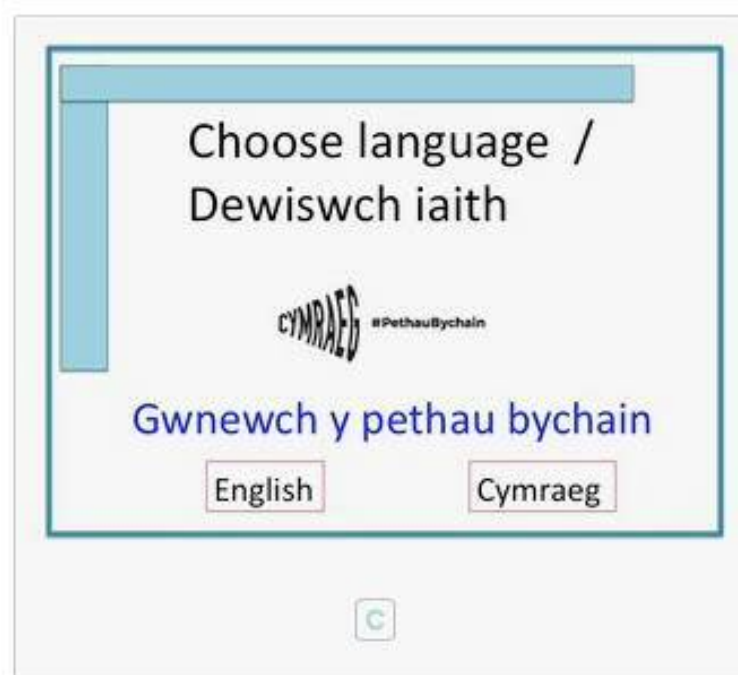 Choose language /
Dewiswch iaith
CYMRAEG #PethauBychain
Gwnewch y pethau bychain
English Cymraeg
C